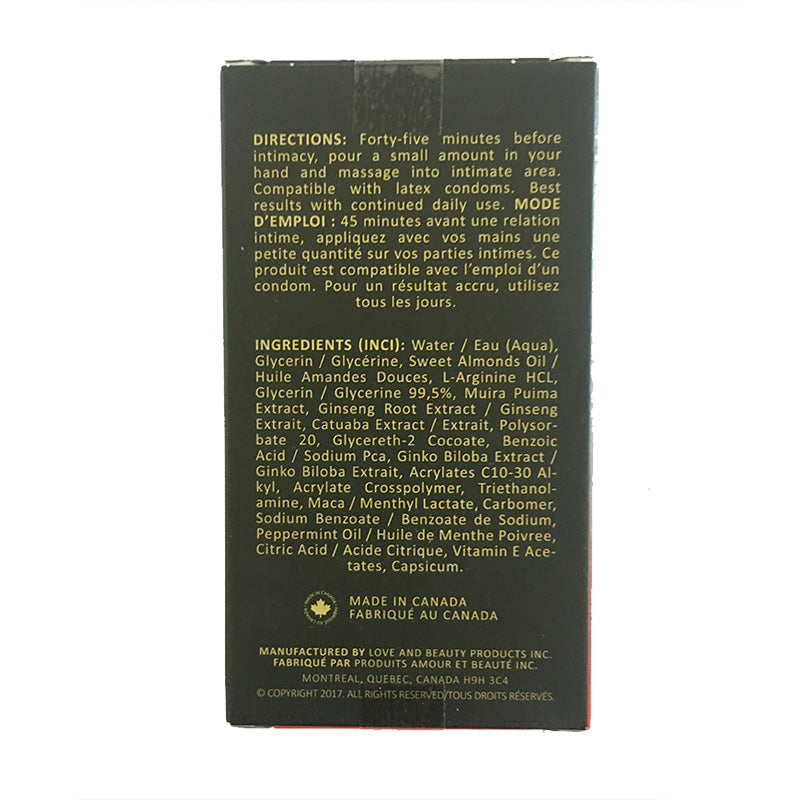 DIRECTIONS: Forty-five minutes before
intimacy, pour a small amount in your
hand and massage into intimate area.
Compatible with latex condoms. Best
results with continued daily use. MODE
D'EMPLOI : 45 minutes avant une relation
intime, appliquez avec vos mains une
petite quantité sur vos parties intimes. Ce
produit est compatible avec l'emploi d'un
condom. Pour un résultat accru, utilisez
tous les jours.
INGREDIENTS (INCI): Water / Eau (Aqua),
Glycerin / Glycérine, Sweet Almonds Oil /
Huile Amandes Douces, L-Arginine HCL,
Glycerin / Glycerine 99,5%, Muira Puima
Extract, Ginseng Root Extract / Ginseng
Extrait, Catuaba Extract / Extrait, Polysor-
bate 20, Glycereth-2 Cocoate, Benzoic
Acid / Sodium Pca, Ginko Biloba Extract /
Ginko Biloba Extrait, Acrylates C10-30 Al-
kyl, Acrylate Crosspolymer, Triethanol-
amine, Maca / Menthyl Lactate, Carbomer,
Sodium Benzoate / Benzoate de Sodium,
Peppermint Oil / Huile de Menthe Poivree,
Citric Acid / Acide Citrique, Vitamin E Ace-
tates, Capsicum.
MADE IN CANADA
FABRIQUÉ AU CANADA
MADE IN CANADA
FABRIQUÉ AU CANADA
MANUFACTURED BY LOVE AND BEAUTY PRODUCTS INC.
FABRIQUÉ PAR PRODUITS AMOUR ET BEAUTÉ INC.
MONTREAL, QUEBEC, CANADA H9H 3C4
© COPYRIGHT 2017. ALL RIGHTS RESERVED/TOUS DROITS RÉSERVÉS.